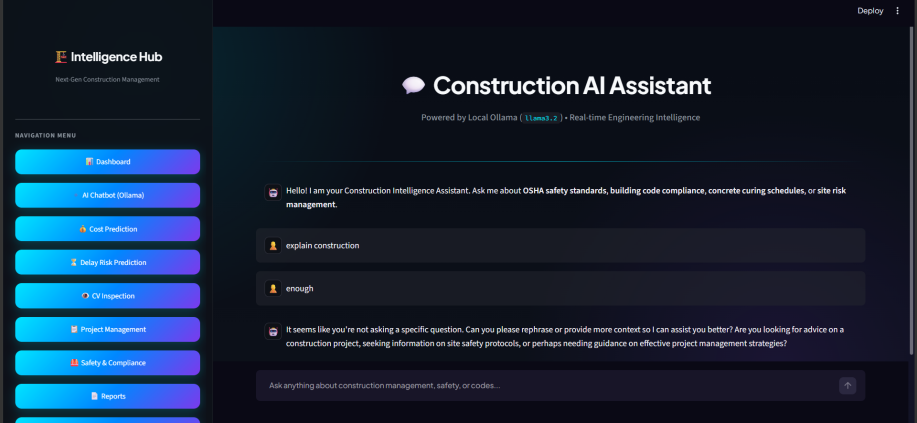 Deploy
Intelligence Hub
Next-Gen Construction Management
NAVIGATION MENU
Dashboard
AI Chatbot (Ollama)
Cost Prediction
Delay Risk Prediction
CV Inspection
Project Management
Safety & Compliance
Reports
Construction AI Assistant
Powered by Local Ollama ( llama3.2 ) • Real-time Engineering Intelligence
Hello! I am your Construction Intelligence Assistant. Ask me about OSHA safety standards, building code compliance, concrete curing schedules, or site risk
management.
explain construction
enough
It seems like you're not asking a specific question. Can you please rephrase or provide more context so I can assist you better? Are you looking for advice on a
construction project, seeking information on site safety protocols, or perhaps needing guidance on effective project management strategies?
Ask anything about construction management, safety, or codes...